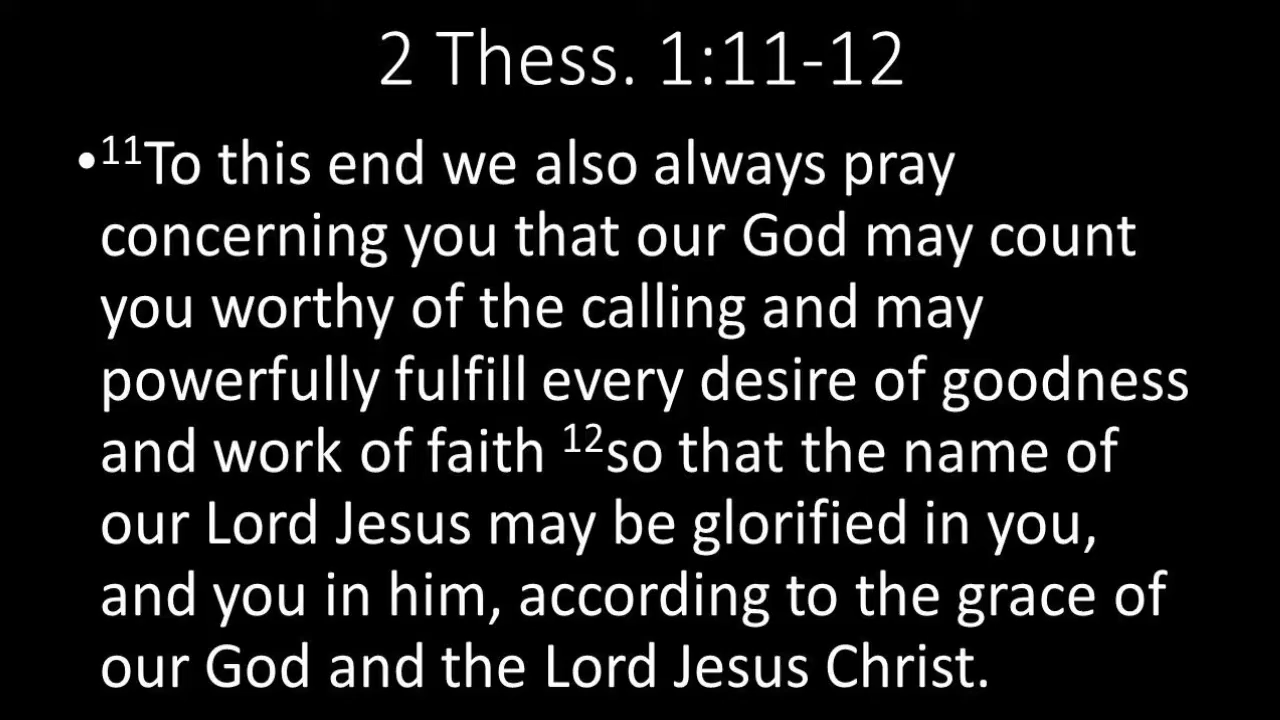 2 Thess. 1:11-12
•¹¹To this end we also always pray
concerning you that our God may count
you worthy of the calling and may
powerfully fulfill every desire of goodness
and work of faith ¹²so that the name of
our Lord Jesus may be glorified in you,
and you in him, according to the grace of
our God and the Lord Jesus Christ.